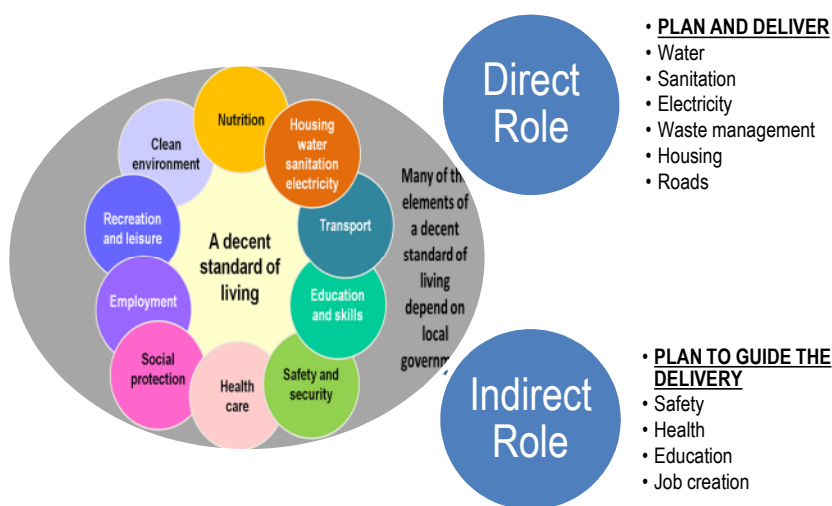 Nutrition
Housing
water
sanitation
electricity
Transport
Education
and skills
Safety and
security
Health
care
Social
protection
Employment
Recreation
and leisure
Clean
environment
A decent
standard of
living
Many of th
elements of
a decent
standard of
living
depend on
local
governm
Direct
Role
• PLAN AND DELIVER
• Water
• Sanitation
• Electricity
• Waste management
• Housing
• Roads
Indirect
Role
• PLAN TO GUIDE THE
DELIVERY
• Safety
• Health
• Education
• Job creation